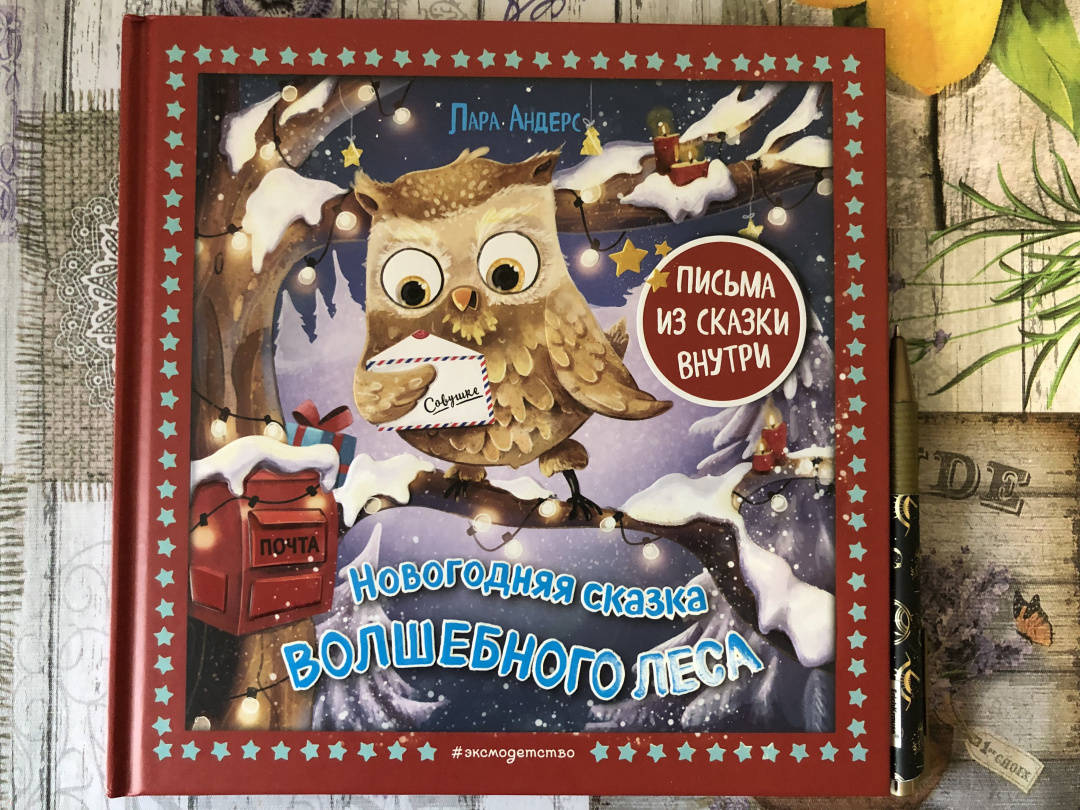 Лара Андерс
ПИСЬМА
ИЗ СКАЗКИ
ВНУТРИ
Совушке
ПОЧТА
Новогодняя сказка
ВОЛШЕБНОГО ЛЕСА
#эксмодетство
DE